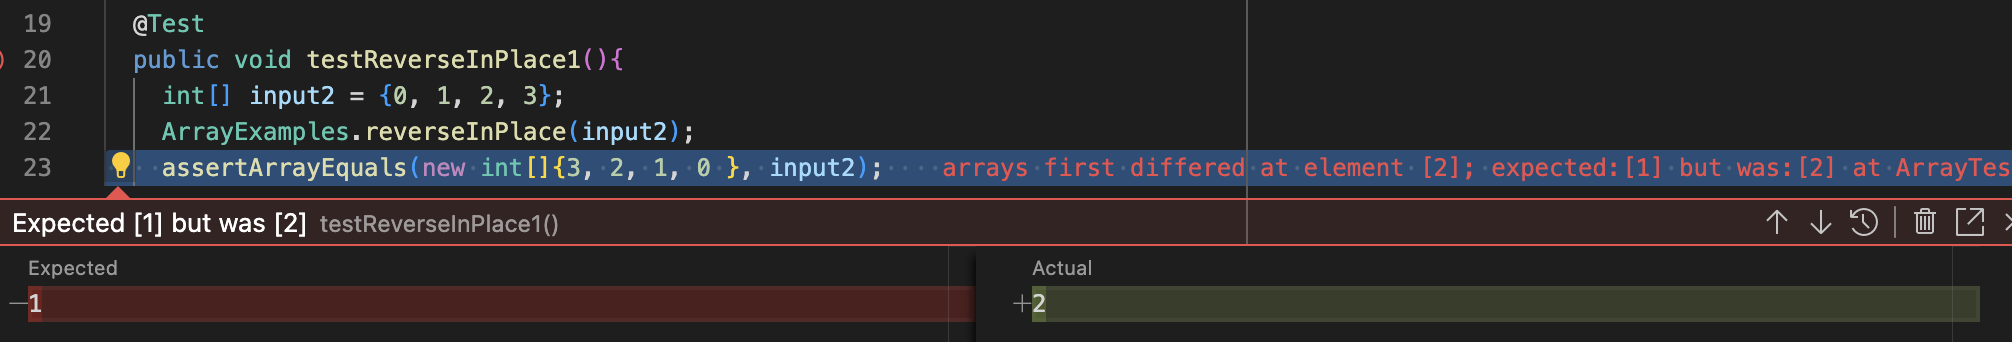 19 @Test
20 public void testReverseInPlace1(){
21 int[] input2 = {0, 1, 2, 3};
22 ArrayExamples.reverseInPlace(input2);
23 assertArrayEquals(new int[]{3, 2, 1, 0 }, input2); arrays first differed at element [2]; expected:[1] but was:[2] at ArrayTes
Expected [1] but was [2] testReverseInPlace1()
Expected Actual
—1 +2